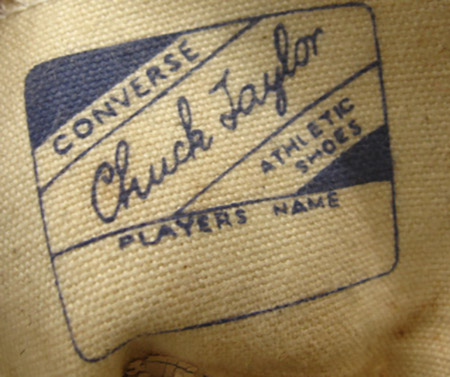 CONVERSE
Chuck Taylor
ATHLETIC
SHOES
PLAYERS NAME